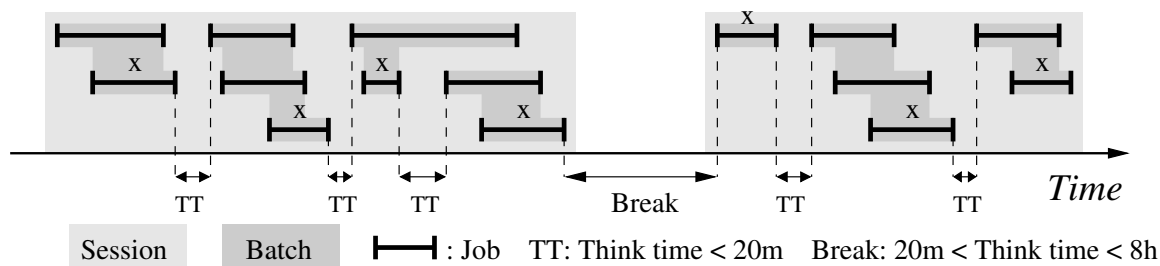 x
x x x
x x x
TT TT TT Break TT TT Time
Session Batch : Job TT: Think time < 20m Break: 20m < Think time < 8h